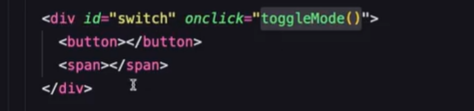 <div id="switch" onclick="toggleMode()">
<button></button>
<span></span>
</div>